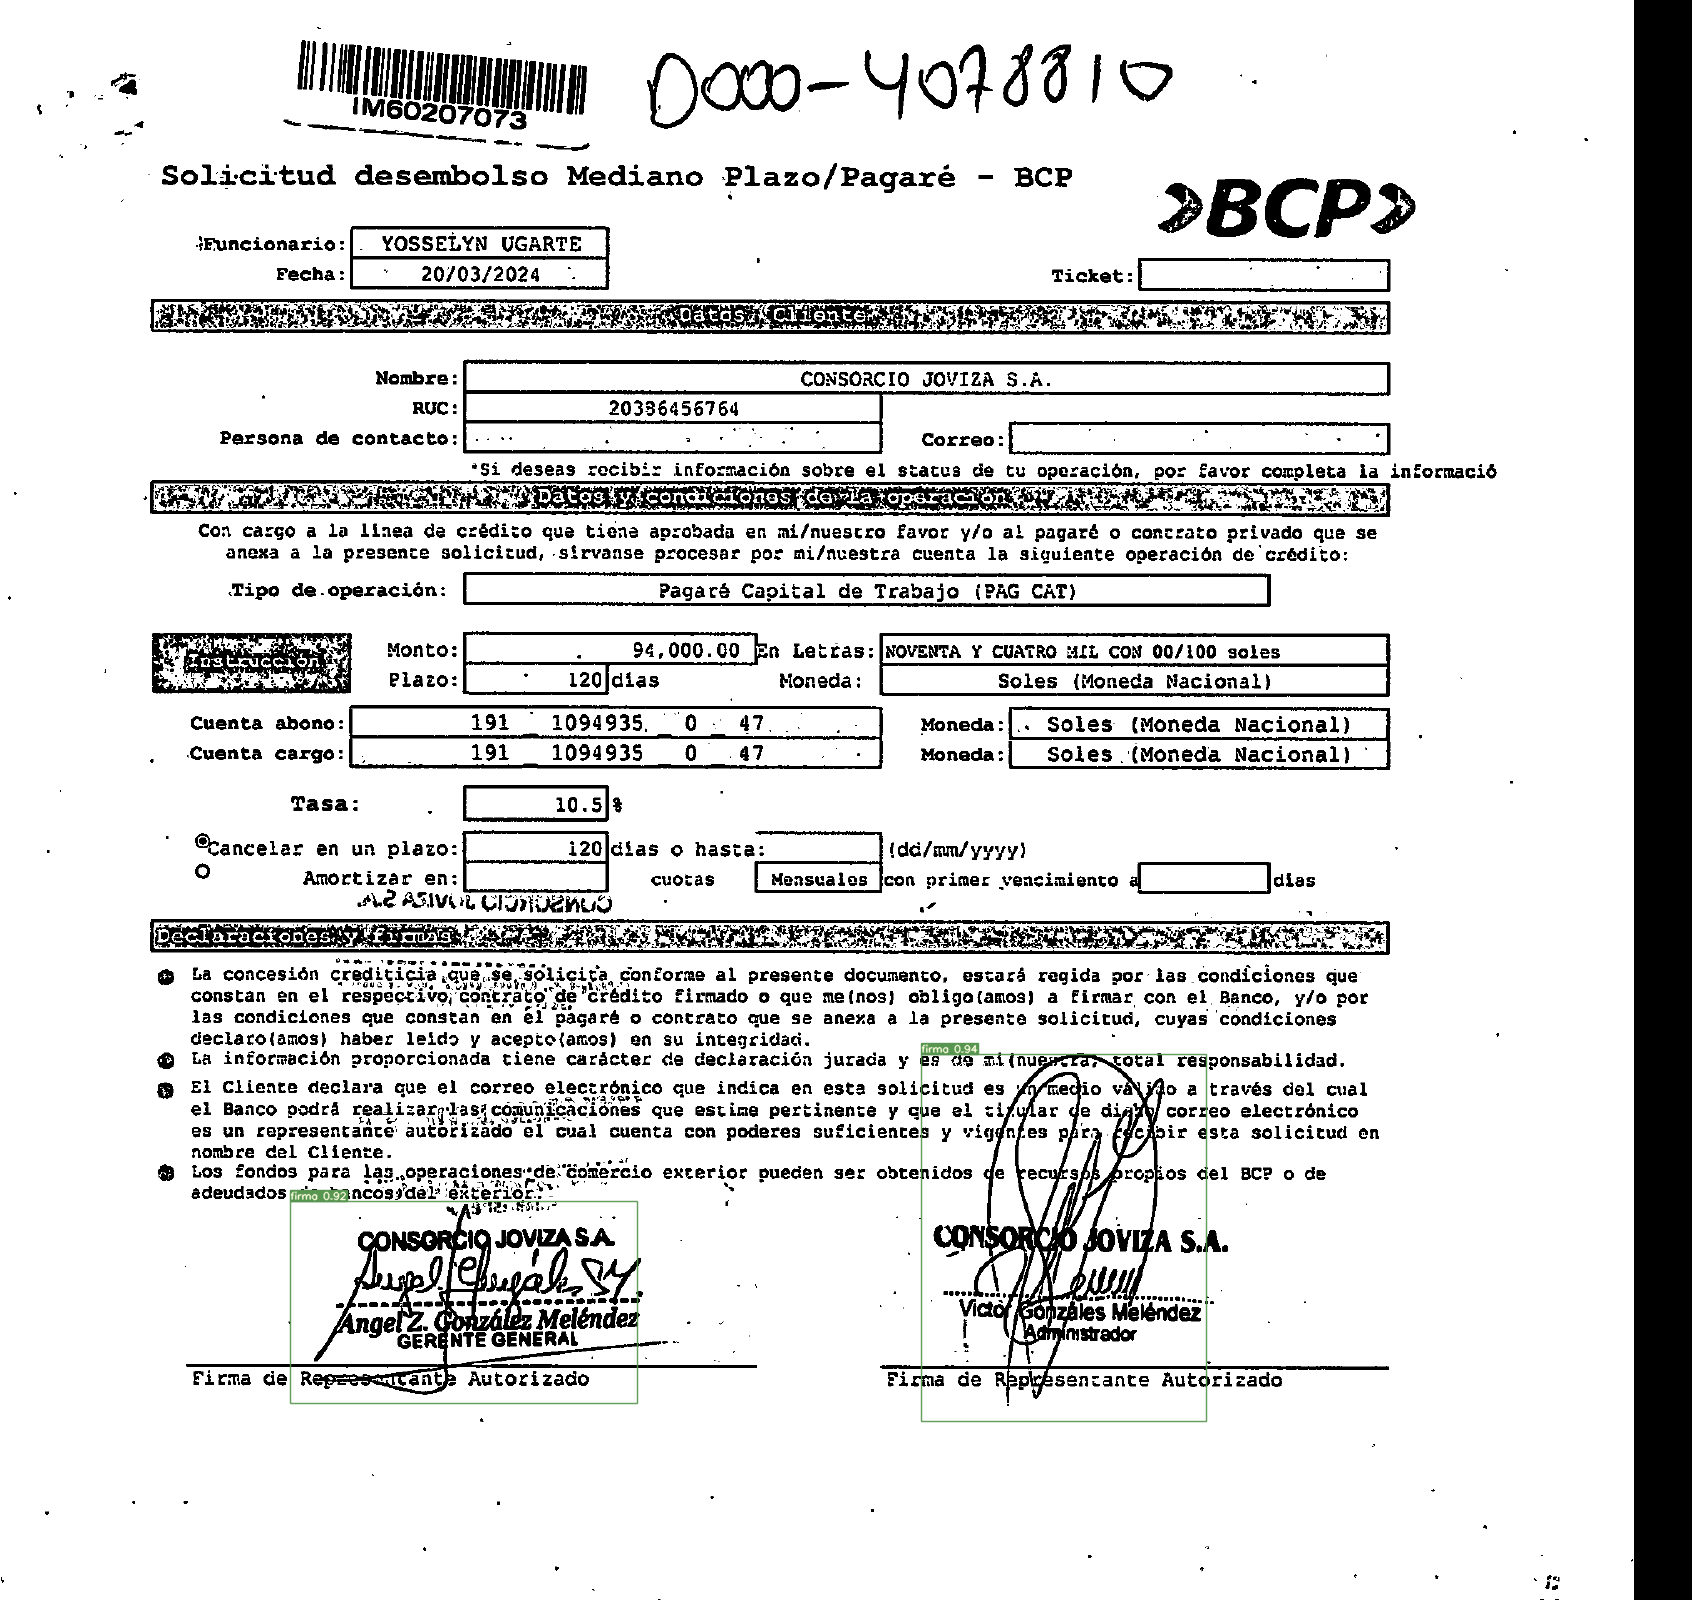 IM60207073
D000-4078810
Solicitud desembolso Mediano Plazo/Pagaré - BCP
BCP
Funcionario: YOSSELYN UGARTE
Fecha: 20/03/2024
Ticket:
Datos Cliente
Nombre: CONSORCIO JOVIZA S.A.
RUC: 20386456764
Persona de contacto: Correo:
*Si deseas recibir información sobre el status de tu operación, por favor completa la informació
Datos y condiciones de la operación
Con cargo a la línea de crédito que tiene aprobada en mi/nuestro favor y/o al pagaré o contrato privado que se
anexa a la presente solicitud, sírvanse procesar por mi/nuestra cuenta la siguiente operación de crédito:
Tipo de operación: Pagaré Capital de Trabajo (PAG CAT)
Instrucción
Monto: 94,000.00 En Letras: NOVENTA Y CUATRO MIL CON 00/100 soles
Plazo: 120 días Moneda: Soles (Moneda Nacional)
Cuenta abono: 191 1094935 0 47 Moneda: Soles (Moneda Nacional)
Cuenta cargo: 191 1094935 0 47 Moneda: Soles (Moneda Nacional)
Tasa: 10.5 %
Cancelar en un plazo: 120 días o hasta: (dd/mm/yyyy)
Amortizar en: cuotas Mensuales con primer vencimiento a días
CONSORCIO JOVIZA S.A.
Declaraciones y firmas
La concesión crediticia que se solicita conforme al presente documento, estará regida por las condiciones que
constan en el respectivo contrato de crédito firmado o que me(nos) obligo(amos) a firmar con el Banco, y/o por
las condiciones que constan en el pagaré o contrato que se anexa a la presente solicitud, cuyas condiciones
declaro(amos) haber leido y acepto(amos) en su integridad.
La información proporcionada tiene carácter de declaración jurada y es de mi(nuestra) total responsabilidad.
El Cliente declara que el correo electrónico que indica en esta solicitud es un medio válido a través del cual
el Banco podrá realizar las comunicaciones que estime pertinente y que el titular de dicho correo electrónico
es un representante autorizado el cual cuenta con poderes suficientes y vigentes para recibir esta solicitud en
nombre del Cliente.
Los fondos para las operaciones de comercio exterior pueden ser obtenidos de recursos propios del BCP o de
adeudados de bancos del exterior.
firma 0.94
firma 0.92
CONSORCIO JOVIZA S.A.
Angel Z. González Meléndez
GERENTE GENERAL
Firma de Representante Autorizado
CONSORCIO JOVIZA S.A.
Victor Gonzáles Meléndez
Administrador
Firma de Representante Autorizado